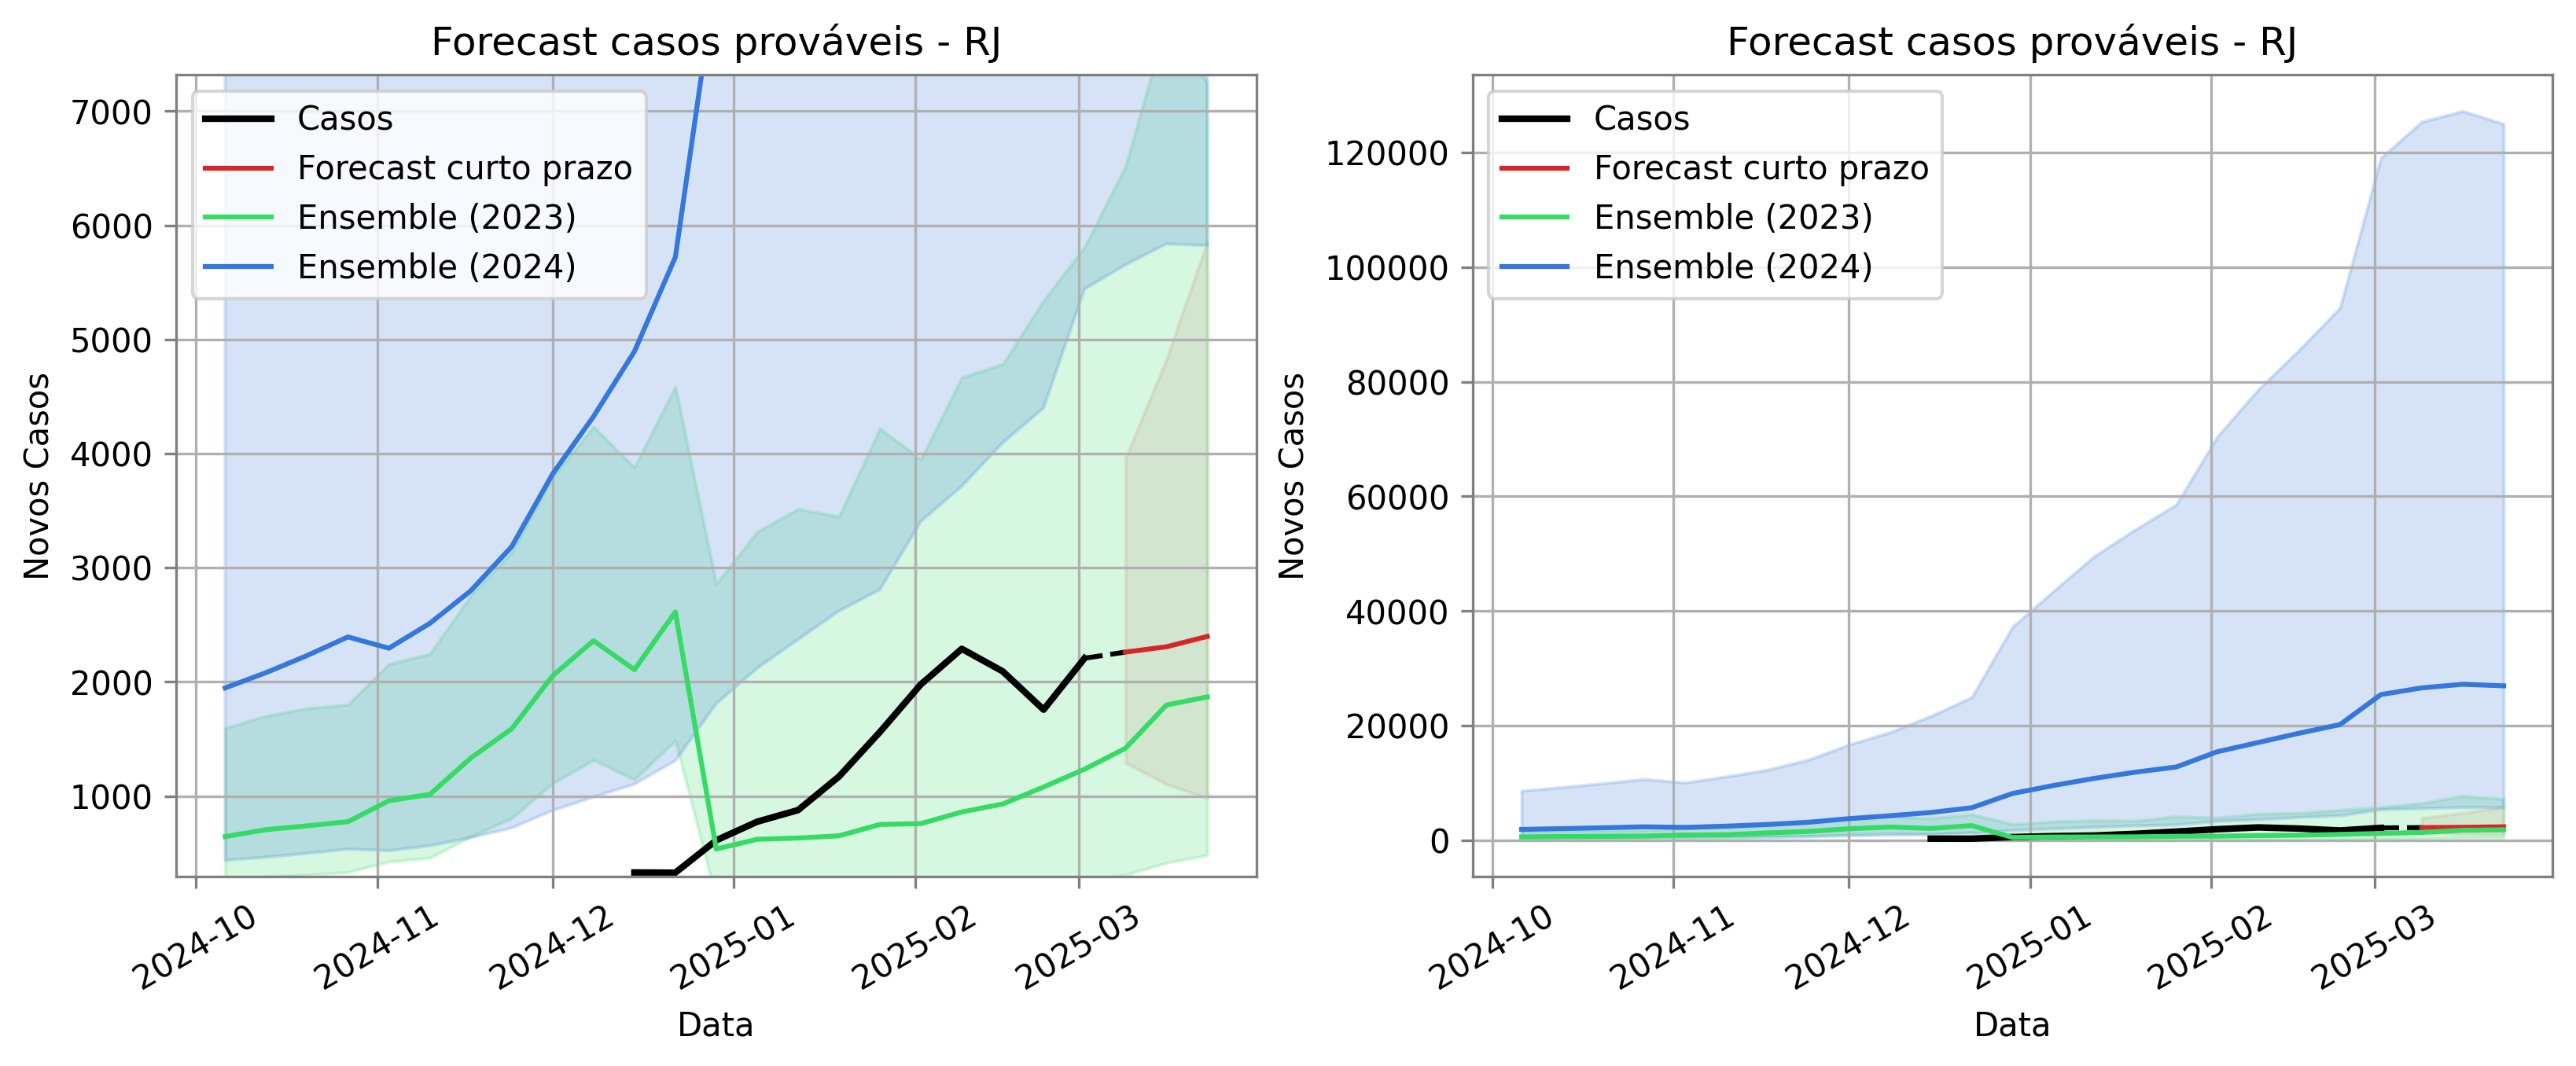 Forecast casos prováveis - RJ
7000
6000
5000
4000
3000
2000
1000
Novos Casos
Casos
Forecast curto prazo
Ensemble (2023)
Ensemble (2024)
2024-10
2024-11
2024-12
2025-01
2025-02
2025-03
Data
Forecast casos prováveis - RJ
120000
100000
80000
60000
40000
20000
0
Novos Casos
Casos
Forecast curto prazo
Ensemble (2023)
Ensemble (2024)
2024-10
2024-11
2024-12
2025-01
2025-02
2025-03
Data